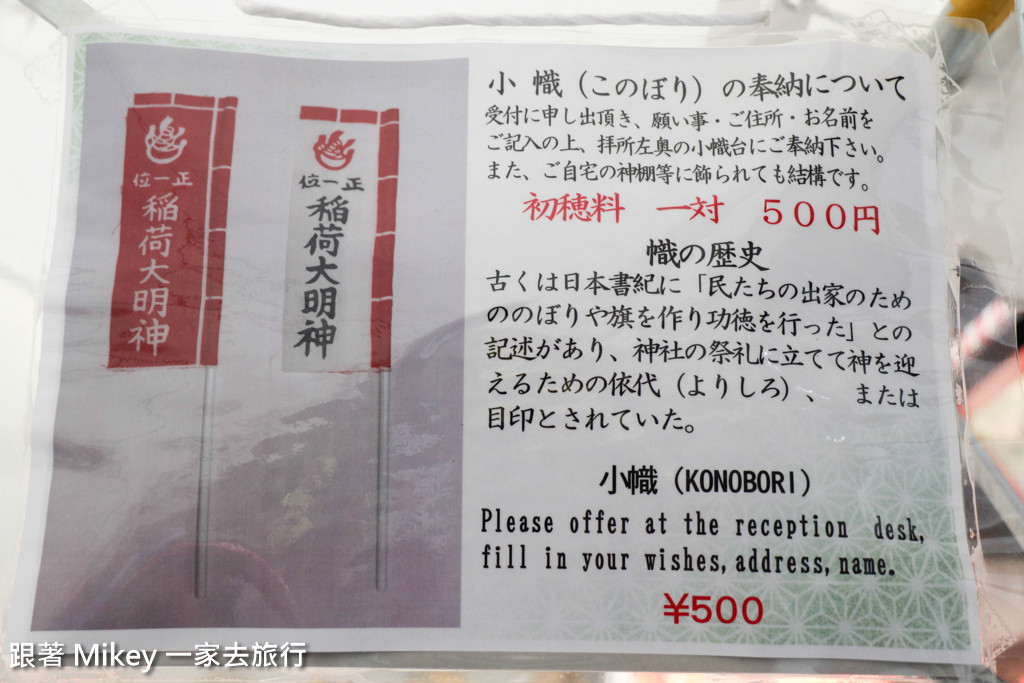 正一位
稲荷大明神
正一位
稲荷大明神
小幟（このぼり）の奉納について
受付に申し出頂き、願い事・ご住所・お名前を
ご記入の上、拝所左奥の小幟台にご奉納下さい。
また、ご自宅の神棚等に飾られても結構です。
初穂料　一対　５００円
幟の歴史
古くは日本書紀に「民たちの出家のため
ののぼりや旗を作り功徳を行った」との
記述があり、神社の祭礼に立てて神を迎
えるための依代（よりしろ）、　または
目印とされていた。
小幟（KONOBORI）
Please offer at the reception desk,
fill in your wishes,address,name.
¥500
跟著 Mikey 一家去旅行